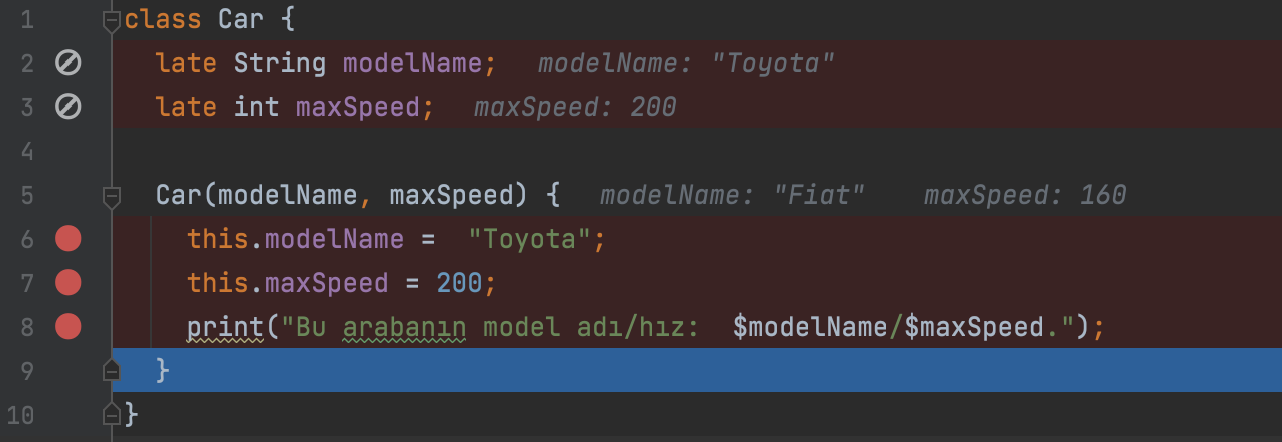 1 class Car {
2 late String modelName; modelName: "Toyota"
3 late int maxSpeed; maxSpeed: 200
4
5 Car(modelName, maxSpeed) { modelName: "Fiat" maxSpeed: 160
6 this.modelName = "Toyota";
7 this.maxSpeed = 200;
8 print("Bu arabanın model adı/hız: $modelName/$maxSpeed.");
9 }
10 }